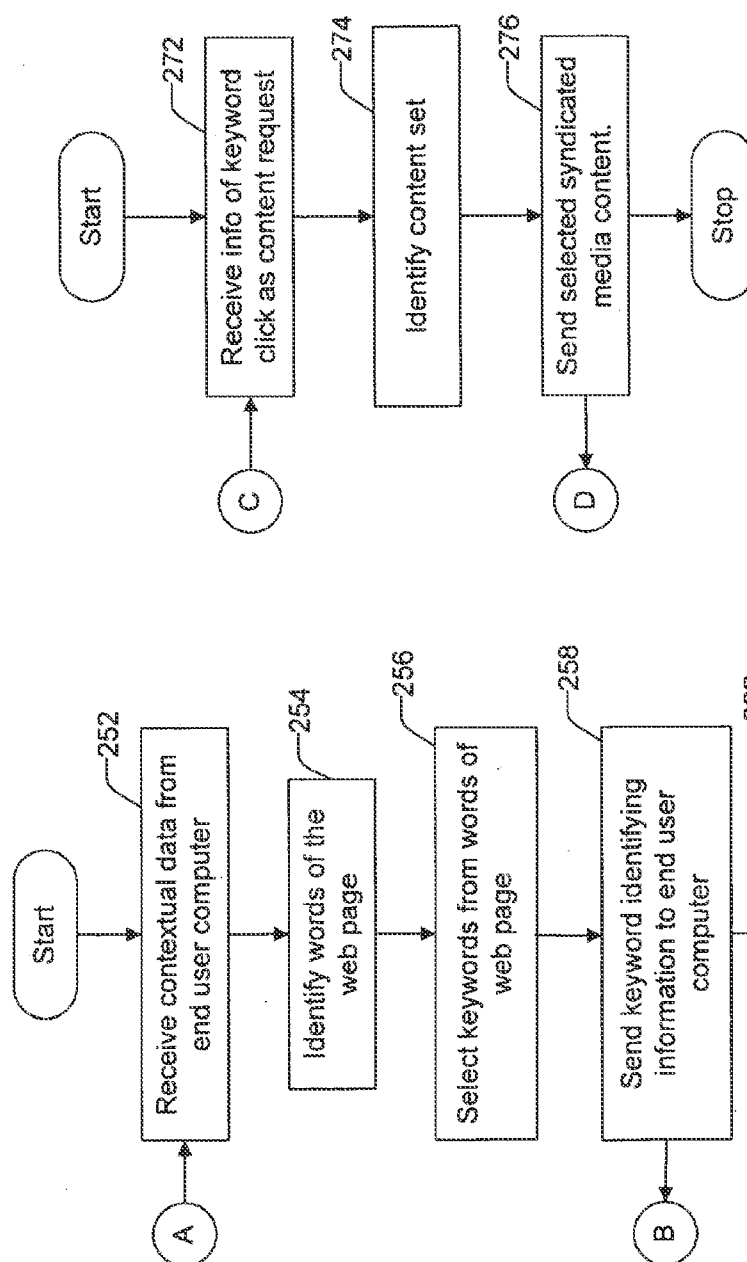 Start
252
Receive contextual data from
end user computer
A
254
Identify words of the
web page
256
Select keywords from words of
web page
258
Send keyword identifying
information to end user
computer
B
Start
272
Receive info of keyword
click as content request
C
274
Identify content set
276
Send selected syndicated
media content.
D
Stop